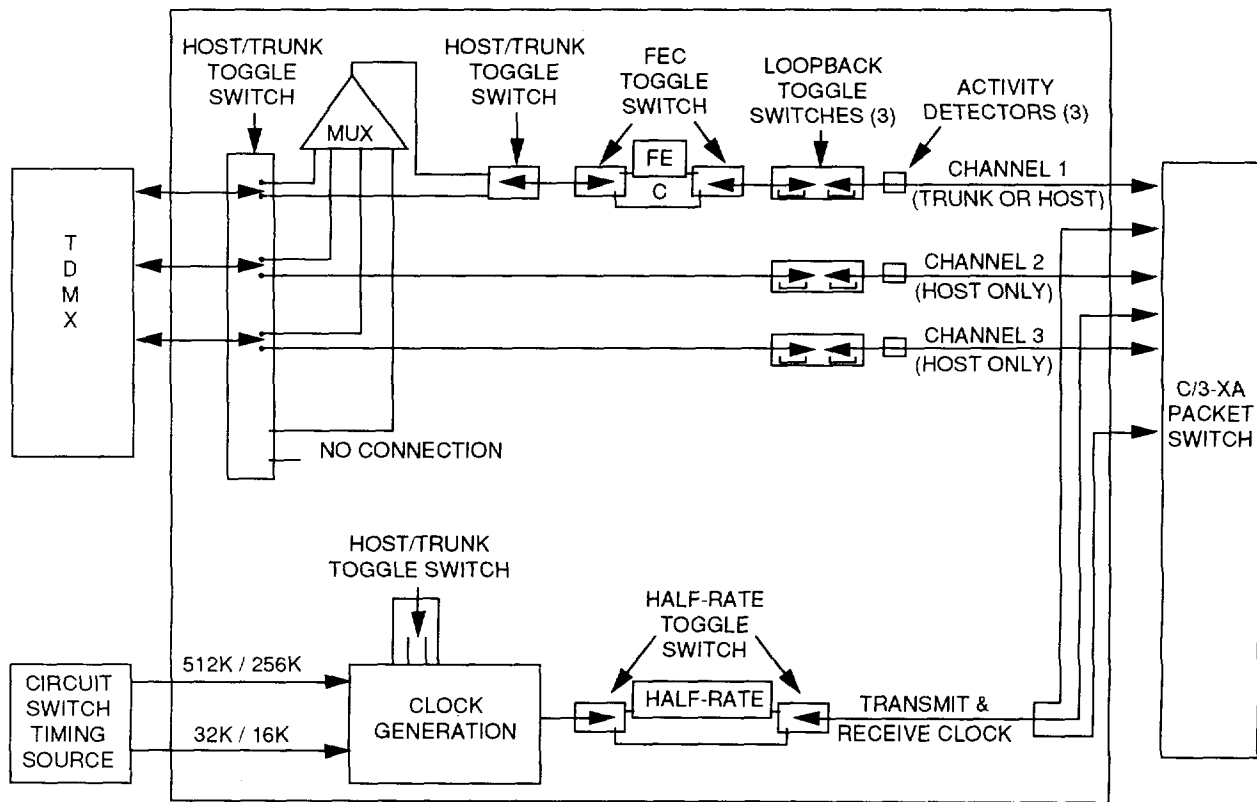 HOST/TRUNK
TOGGLE
SWITCH
HOST/TRUNK
TOGGLE
SWITCH
FEC
TOGGLE
SWITCH
LOOPBACK
TOGGLE
SWITCHES (3)
ACTIVITY
DETECTORS (3)
MUX
FE
C
CHANNEL 1
(TRUNK OR HOST)
T
D
M
X
CHANNEL 2
(HOST ONLY)
CHANNEL 3
(HOST ONLY)
C/3-XA
PACKET
SWITCH
NO CONNECTION
HOST/TRUNK
TOGGLE SWITCH
HALF-RATE
TOGGLE
SWITCH
512K / 256K
CIRCUIT
SWITCH
TIMING
SOURCE
32K / 16K
CLOCK
GENERATION
HALF-RATE
TRANSMIT &
RECEIVE CLOCK